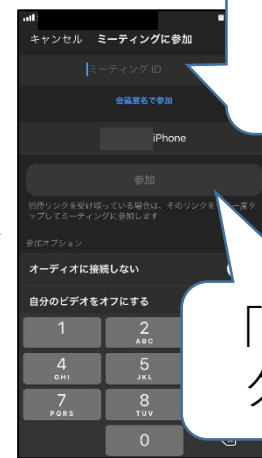 キャンセル ミーティングに参加
ミーティング ID
会議室名で参加
iPhone
参加
招待リンクを受け取っている場合は、そのリンクを
一度タ
ップしてミーティングに参加します
参加オプション
オーディオに接続しない
自分のビデオをオフにする
1
2
ABC
4
GHI
5
JKL
7
PQRS
8
TUV
0
「